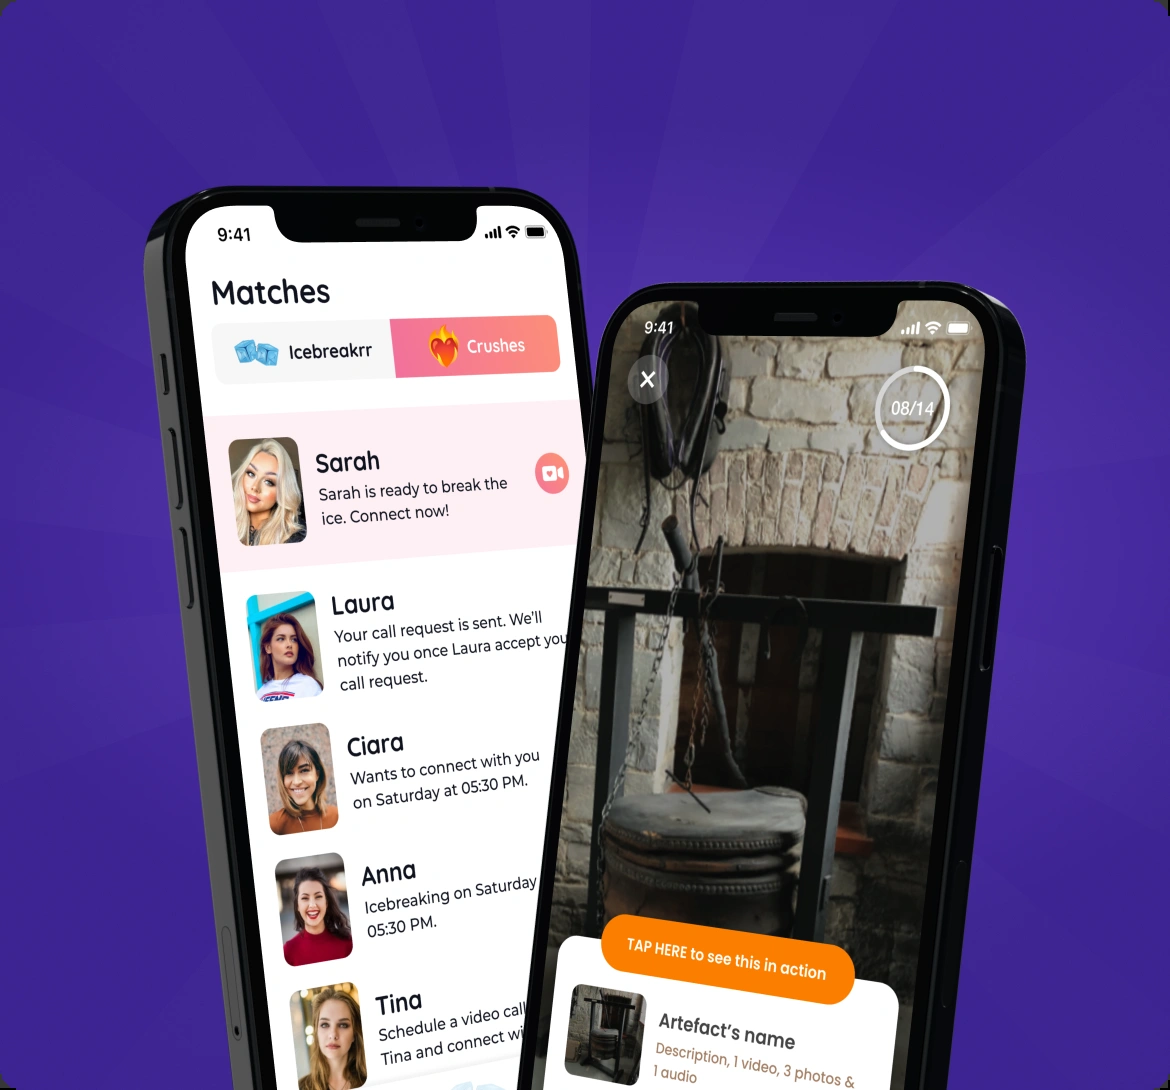 9:41
Matches
Icebreakrr
Crushes
Sarah
Sarah is ready to break the
ice. Connect now!
Laura
Your call request is sent. We'll
notify you once Laura accept you
call request.
Ciara
Wants to connect with you
on Saturday at 05:30 PM.
Anna
Icebreaking on Saturday
05:30 PM.
Tina
Schedule a video call
Tina and connect wi
9:41
08/14
TAP HERE to see this in action
Artefact's name
Description, 1 video, 3 photos &
1 audio